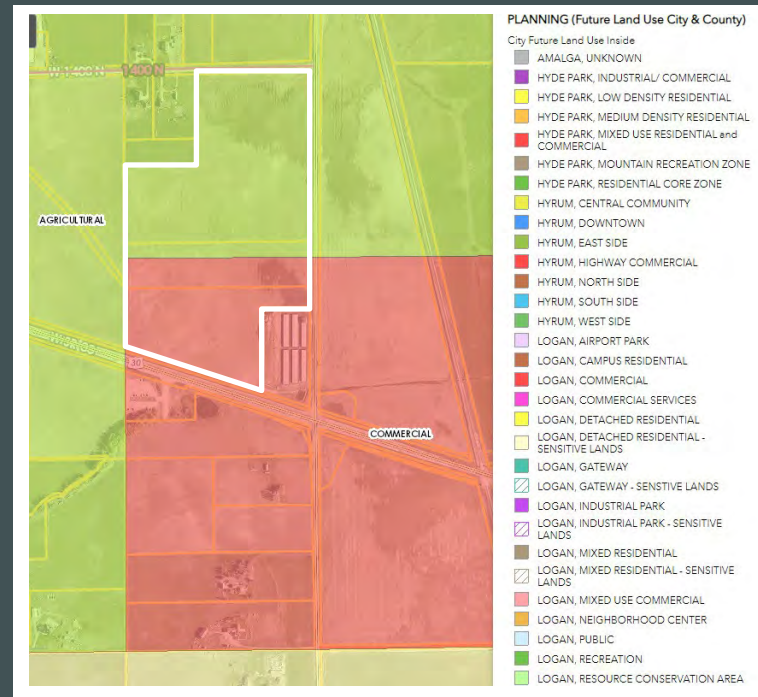 PLANNING (Future Land Use City & County)
City Future Land Use Inside
AMALGA, UNKNOWN
HYDE PARK, INDUSTRIAL/ COMMERCIAL
HYDE PARK, LOW DENSITY RESIDENTIAL
HYDE PARK, MEDIUM DENSITY RESIDENTIAL
HYDE PARK, MIXED USE RESIDENTIAL and
COMMERCIAL
HYDE PARK, MOUNTAIN RECREATION ZONE
HYDE PARK, RESIDENTIAL CORE ZONE
HYRUM, CENTRAL COMMUNITY
HYRUM, DOWNTOWN
HYRUM, EAST SIDE
HYRUM, HIGHWAY COMMERCIAL
HYRUM, NORTH SIDE
HYRUM, SOUTH SIDE
HYRUM, WEST SIDE
LOGAN, AIRPORT PARK
LOGAN, CAMPUS RESIDENTIAL
LOGAN, COMMERCIAL
LOGAN, COMMERCIAL SERVICES
LOGAN, DETACHED RESIDENTIAL
LOGAN, DETACHED RESIDENTIAL -
SENSITIVE LANDS
LOGAN, GATEWAY
LOGAN, GATEWAY - SENSTIVE LANDS
LOGAN, INDUSTRIAL PARK
LOGAN, INDUSTRIAL PARK - SENSITIVE
LANDS
LOGAN, MIXED RESIDENTIAL
LOGAN, MIXED RESIDENTIAL - SENSITIVE
LANDS
LOGAN, MIXED USE COMMERCIAL
LOGAN, NEIGHBORHOOD CENTER
LOGAN, PUBLIC
LOGAN, RECREATION
LOGAN, RESOURCE CONSERVATION AREA
W 1400 N
1400 N
AGRICULTURAL
30
COMMERCIAL